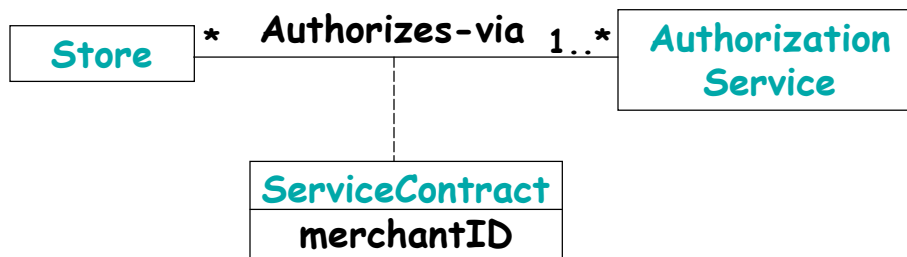 * Authorizes-via 1..*
Store
Authorization
Service
ServiceContract
merchantID